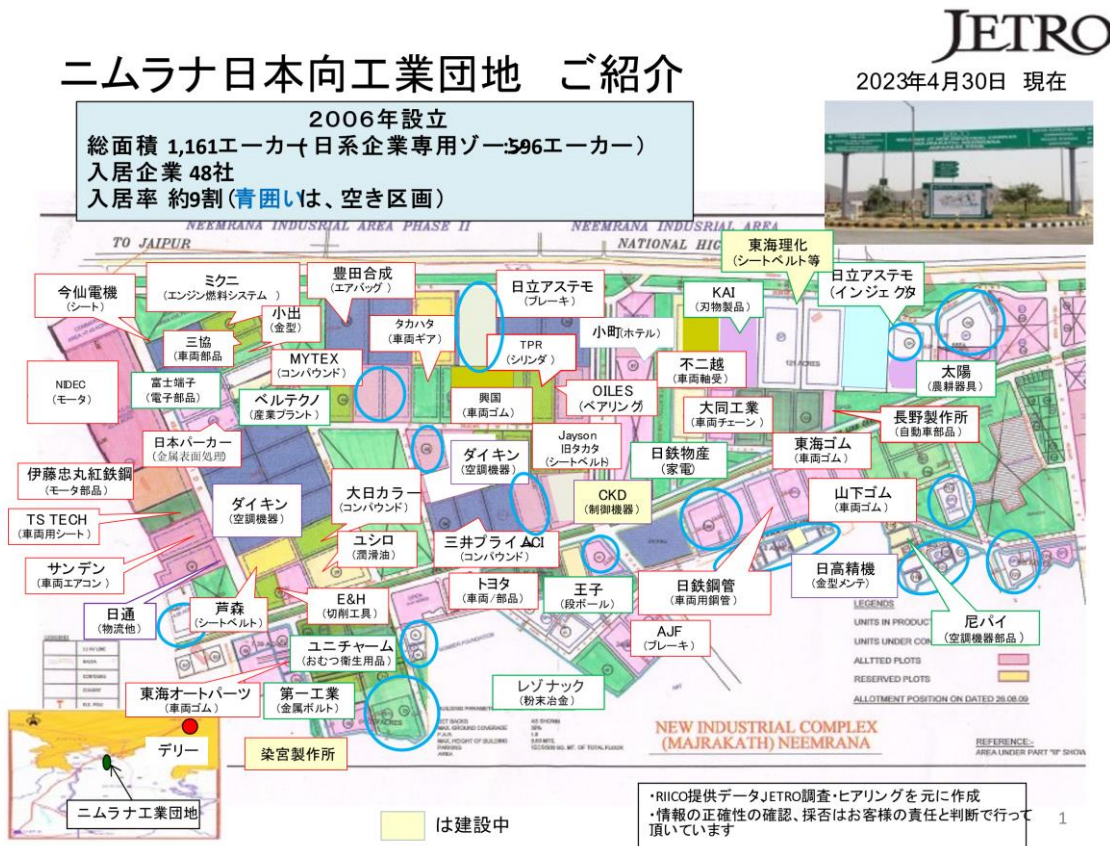 JETRO
ニムラナ日本向工業団地　ご紹介
2023年4月30日　現在
2006年設立
総面積 1,161エーカー(日系企業専用ゾーン:596エーカー)
入居企業 48社
入居率 約9割(青囲いは、空き区画)
NEEMRANA INDUSRIAL AREA PHASE II
NEEMRANA INDUSRIAL AREA
TO JAIPUR
NATIONAL HIG
東海理化
(シートベルト等
今仙電機
(シート)
ミクニ
(エンジン燃料システム )
小出
(金型)
豊田合成
(エアバッグ)
日立アステモ
(ブレーキ)
KAI
(刃物製品)
日立アステモ
(インジェクタ)
三協
(車両部品
MYTEX
(コンパウンド)
タカハタ
(車両ギア)
TPR
(シリンダ)
小町(ホテル)
不二越
(車両軸受)
太陽
(農耕器具)
NIDEC
(モータ)
富士端子
(電子部品)
ベルテクノ
(産業プラント)
興国
(車両ゴム)
OILES
(ベアリング)
大同工業
(車両チェーン)
長野製作所
(自動車部品)
121 ACRES
日本パーカー
(金属表面処理)
ダイキン
(空調機器)
Jayson
旧タカタ
(シートベルト)
日鉄物産
(家電)
東海ゴム
(車両ゴム)
伊藤忠丸紅鉄鋼
(モータ部品)
ダイキン
(空調機器)
大日カラー
(コンパウンド)
CKD
(制御機器)
山下ゴム
(車両ゴム)
TS TECH
(車両用シート)
ユシロ
(潤滑油)
三井プライムACI
(コンパウンド)
サンデン
(車両エアコン)
トヨタ
(車両/部品)
王子
(段ボール)
日鉄鋼管
(車両用鋼管)
日高精機
(金型メンテ)
日通
(物流他)
芦森
(シートベルト)
E&H
(切削工具)
AJF
(ブレーキ)
尼パイ
(空調機器部品)
LEGENDS
UNITS IN PRODUCT
UNITS UNDER CON
ALLTTED PLOTS
RESERVED PLOTS
ALLOTMENT POSITION ON DATED 26.08.09
ユニチャーム
(おむつ衛生用品)
東海オートパーツ
(車両ゴム)
第一工業
(金属ボルト)
レゾナック
(粉末冶金)
染宮製作所
NEW INDUSTRIAL COMPLEX
(MAJRAKATH) NEEMRANA
REFERENCE:-
AREA UNDER PART "B" SHOW
デリー
ニムラナ工業団地
は建設中
・RIICO提供データ,JETRO調査・ヒアリングを元に作成
・情報の正確性の確認、採否はお客様の責任と判断で行って
頂いています
1